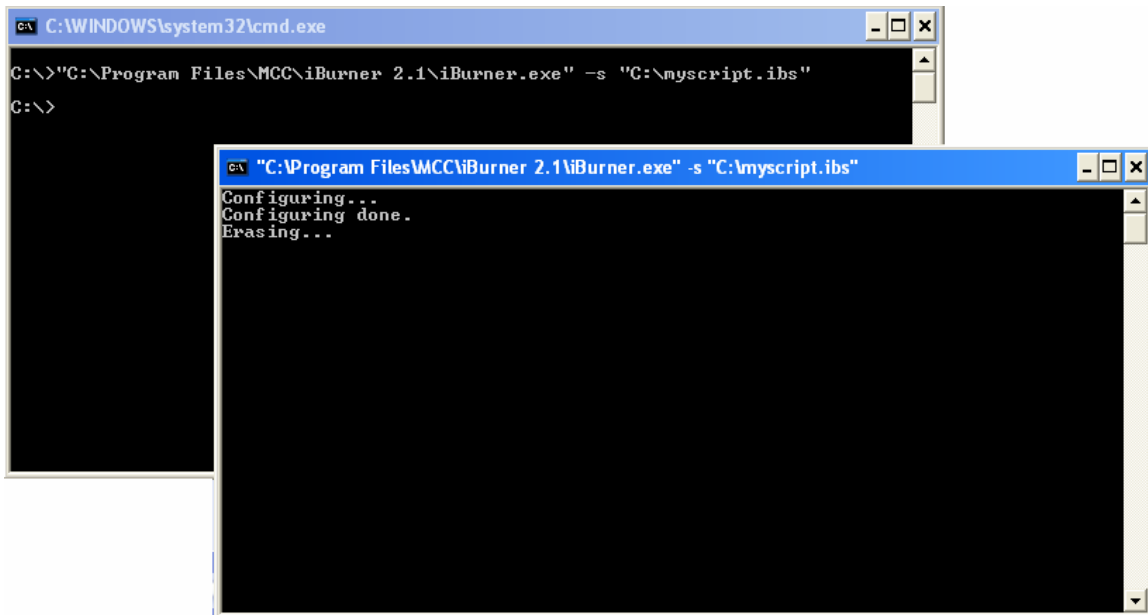 C:\WINDOWS\system32\cmd.exe
C:\>"C:\Program Files\MCC\iBurner 2.1\iBurner.exe" -s "C:\myscript.ibs"
C:\>
"C:\Program Files\MCC\iBurner 2.1\iBurner.exe" -s "C:\myscript.ibs"
Configuring...
Configuring done.
Erasing...